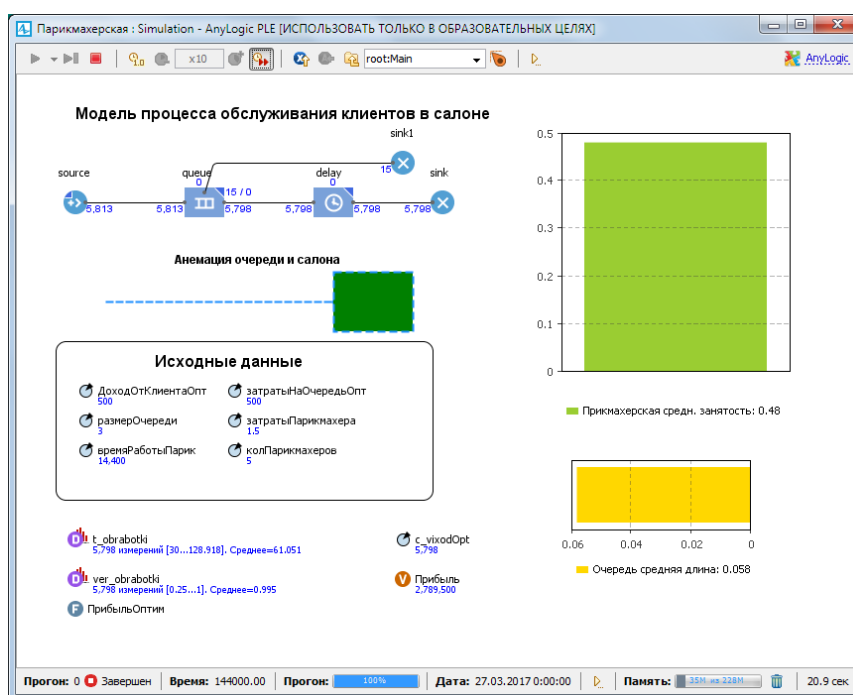 Парикмахерская : Simulation - AnyLogic PLE [ИСПОЛЬЗОВАТЬ ТОЛЬКО В ОБРАЗОВАТЕЛЬНЫХ ЦЕЛЯХ]
x10 root:Main AnyLogic
Модель процесса обслуживания клиентов в салоне
sink1
source queue delay 15 sink
0 0
15 / 0
5,813 5,813 5,798 5,798 5,798 5,798
Анемация очереди и салона
Исходные данные
ДоходОтКлиентаОпт затратыНаОчередьОпт
500 500
размерОчереди затратыПарикмахера
3 1.5
времяРаботыПарик колПарикмахеров
14,400 5
t_obrabotki c_vixodOpt
5,798 измерений [30...128.918]. Среднее=61.051 5,798
ver_obrabotki Прибыль
5,798 измерений [0.25...1]. Среднее=0.995 2,789,500
ПрибыльОптим
0.5
0.4
0.3
0.2
0.1
0
Прикмахерская средн. занятость: 0.48
0.06 0.04 0.02 0
Очередь средняя длина: 0.058
Прогон: 0 Завершен Время: 144000.00 Прогон: 100% Дата: 27.03.2017 0:00:00 Память: 35M из 228M 20.9 сек